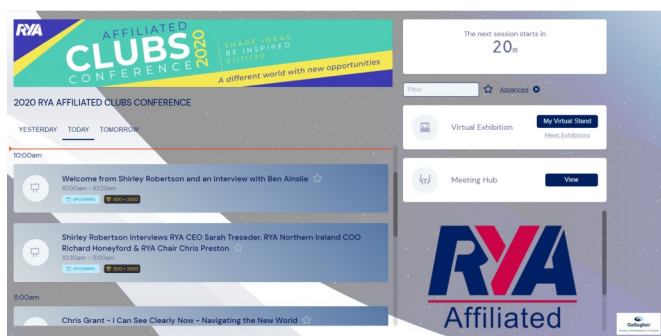 RYA
AFFILIATED
CLUBS
CONFERENCE
2020
SHARE IDEAS
BE INSPIRED
21/11/20
A different world with new opportunities
2020 RYA AFFILIATED CLUBS CONFERENCE
YESTERDAY TODAY TOMORROW
10:00am
Welcome from Shirley Robertson and an interview with Ben Ainslie
10:00am - 10:22am
UPCOMING 500 + 2500
Shirley Robertson interviews RYA CEO Sarah Treseder, RYA Northern Ireland COO
Richard Honeyford & RYA Chair Chris Preston
10:30am - 11:00am
UPCOMING 500 + 2500
11:00am
Chris Grant - I Can See Clearly Now - Navigating the New World
The next session starts in
20m
Filter Advanced
Virtual Exhibition
My Virtual Stand
Meet Exhibitors
Meeting Hub
View
RYA
Affiliated
Gallagher